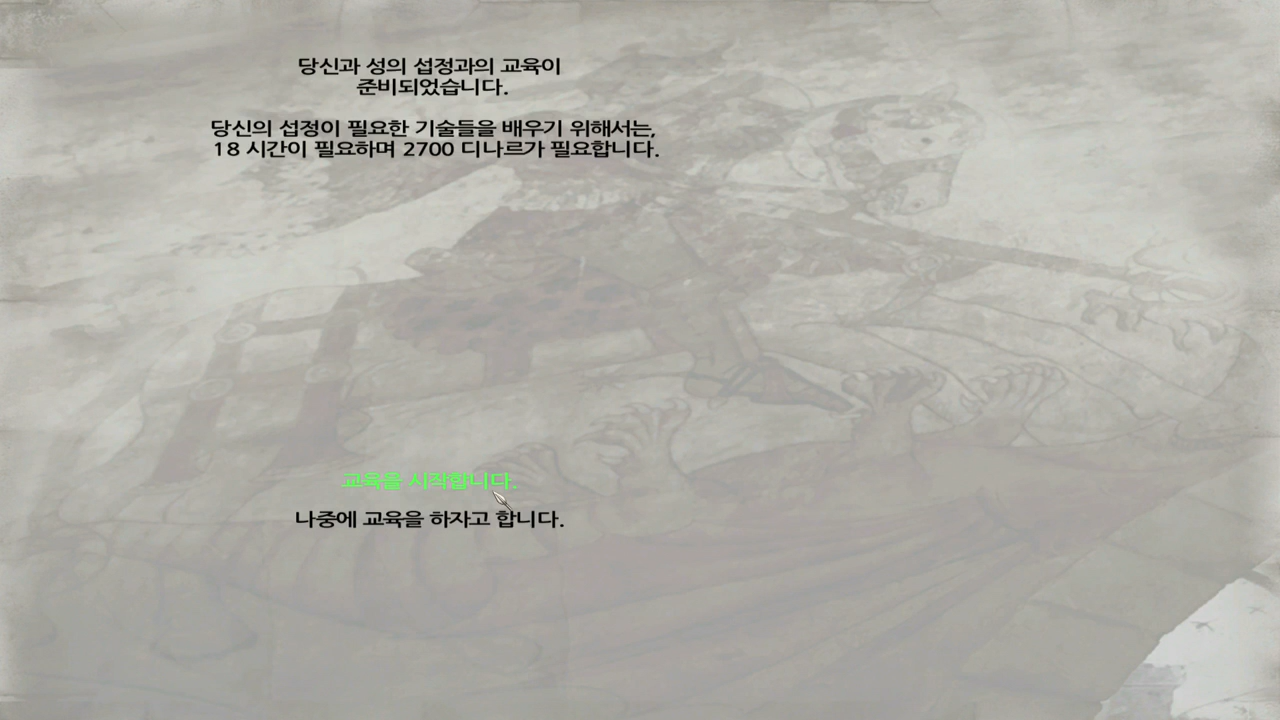 당신과 성의 섭정과의 교육이
준비되었습니다.
당신의 섭정이 필요한 기술들을 배우기 위해서는,
18 시간이 필요하며 2700 디나르가 필요합니다.
교육을 시작합니다.
나중에 교육을 하자고 합니다.